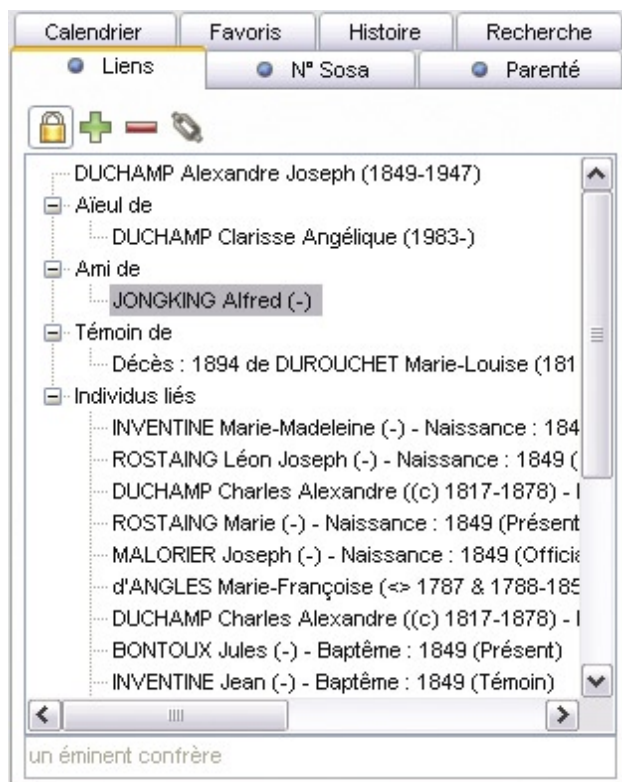 Calendrier Favoris Histoire Recherche
Liens N° Sosa Parenté
DUCHAMP Alexandre Joseph (1849-1947)
Aïeul de
DUCHAMP Clarisse Angélique (1983-)
Ami de
JONGKING Alfred (-)
Témoin de
Décès : 1894 de DUROUCHET Marie-Louise (181
Individus liés
INVENTINE Marie-Madeleine (-) - Naissance : 184
ROSTAING Léon Joseph (-) - Naissance : 1849 (
DUCHAMP Charles Alexandre ((c) 1817-1878) -
ROSTAING Marie (-) - Naissance : 1849 (Présent
MALORIER Joseph (-) - Naissance : 1849 (Officia
d'ANGLES Marie-Françoise (<> 1787 & 1788-185
DUCHAMP Charles Alexandre ((c) 1817-1878) -
BONTOUX Jules (-) - Baptême : 1849 (Présent)
INVENTINE Jean (-) - Baptême : 1849 (Témoin)
un éminent confrère